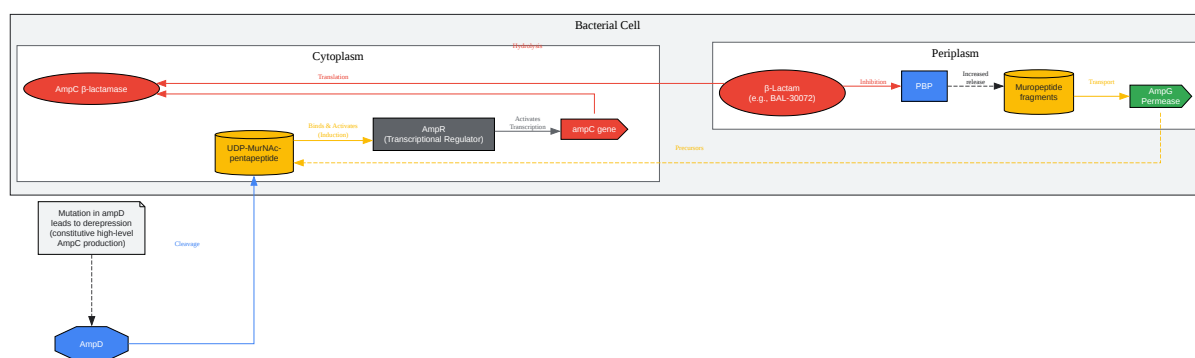 Bacterial Cell
Hydrolysis
Cytoplasm
Periplasm
AmpC β-lactamase
Translation
β-Lactam
(e.g., BAL-30072)
Inhibition
PBP
Increased
release
Muropeptide
fragments
Transport
AmpG
Permease
UDP-MurNAc-
pentapeptide
Binds & Activates
(Induction)
AmpR
(Transcriptional Regulator)
Activates
Transcription
ampC gene
Precursors
Mutation in ampD
leads to derepression
(constitutive high-level
AmpC production)
Cleavage
AmpD